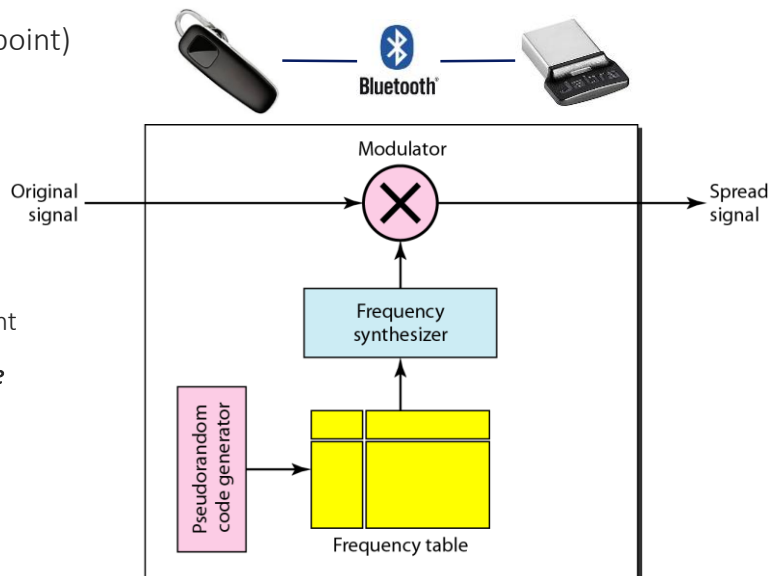 point)
Bluetooth®
Modulator
Original
signal
Spread
signal
Frequency
synthesizer
nt
e
Pseudorandom
code generator
Frequency table